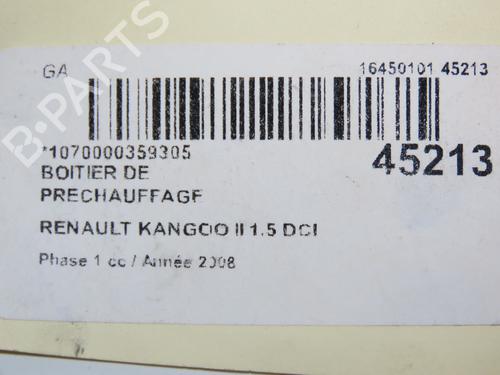 GA
16450101 45213
*1070000359305
45213
BOITIER DE
PRECHAUFFAGE
RENAULT KANGOO II 1.5 DCI
Phase 1 cc / Année 2008
B-PARTS